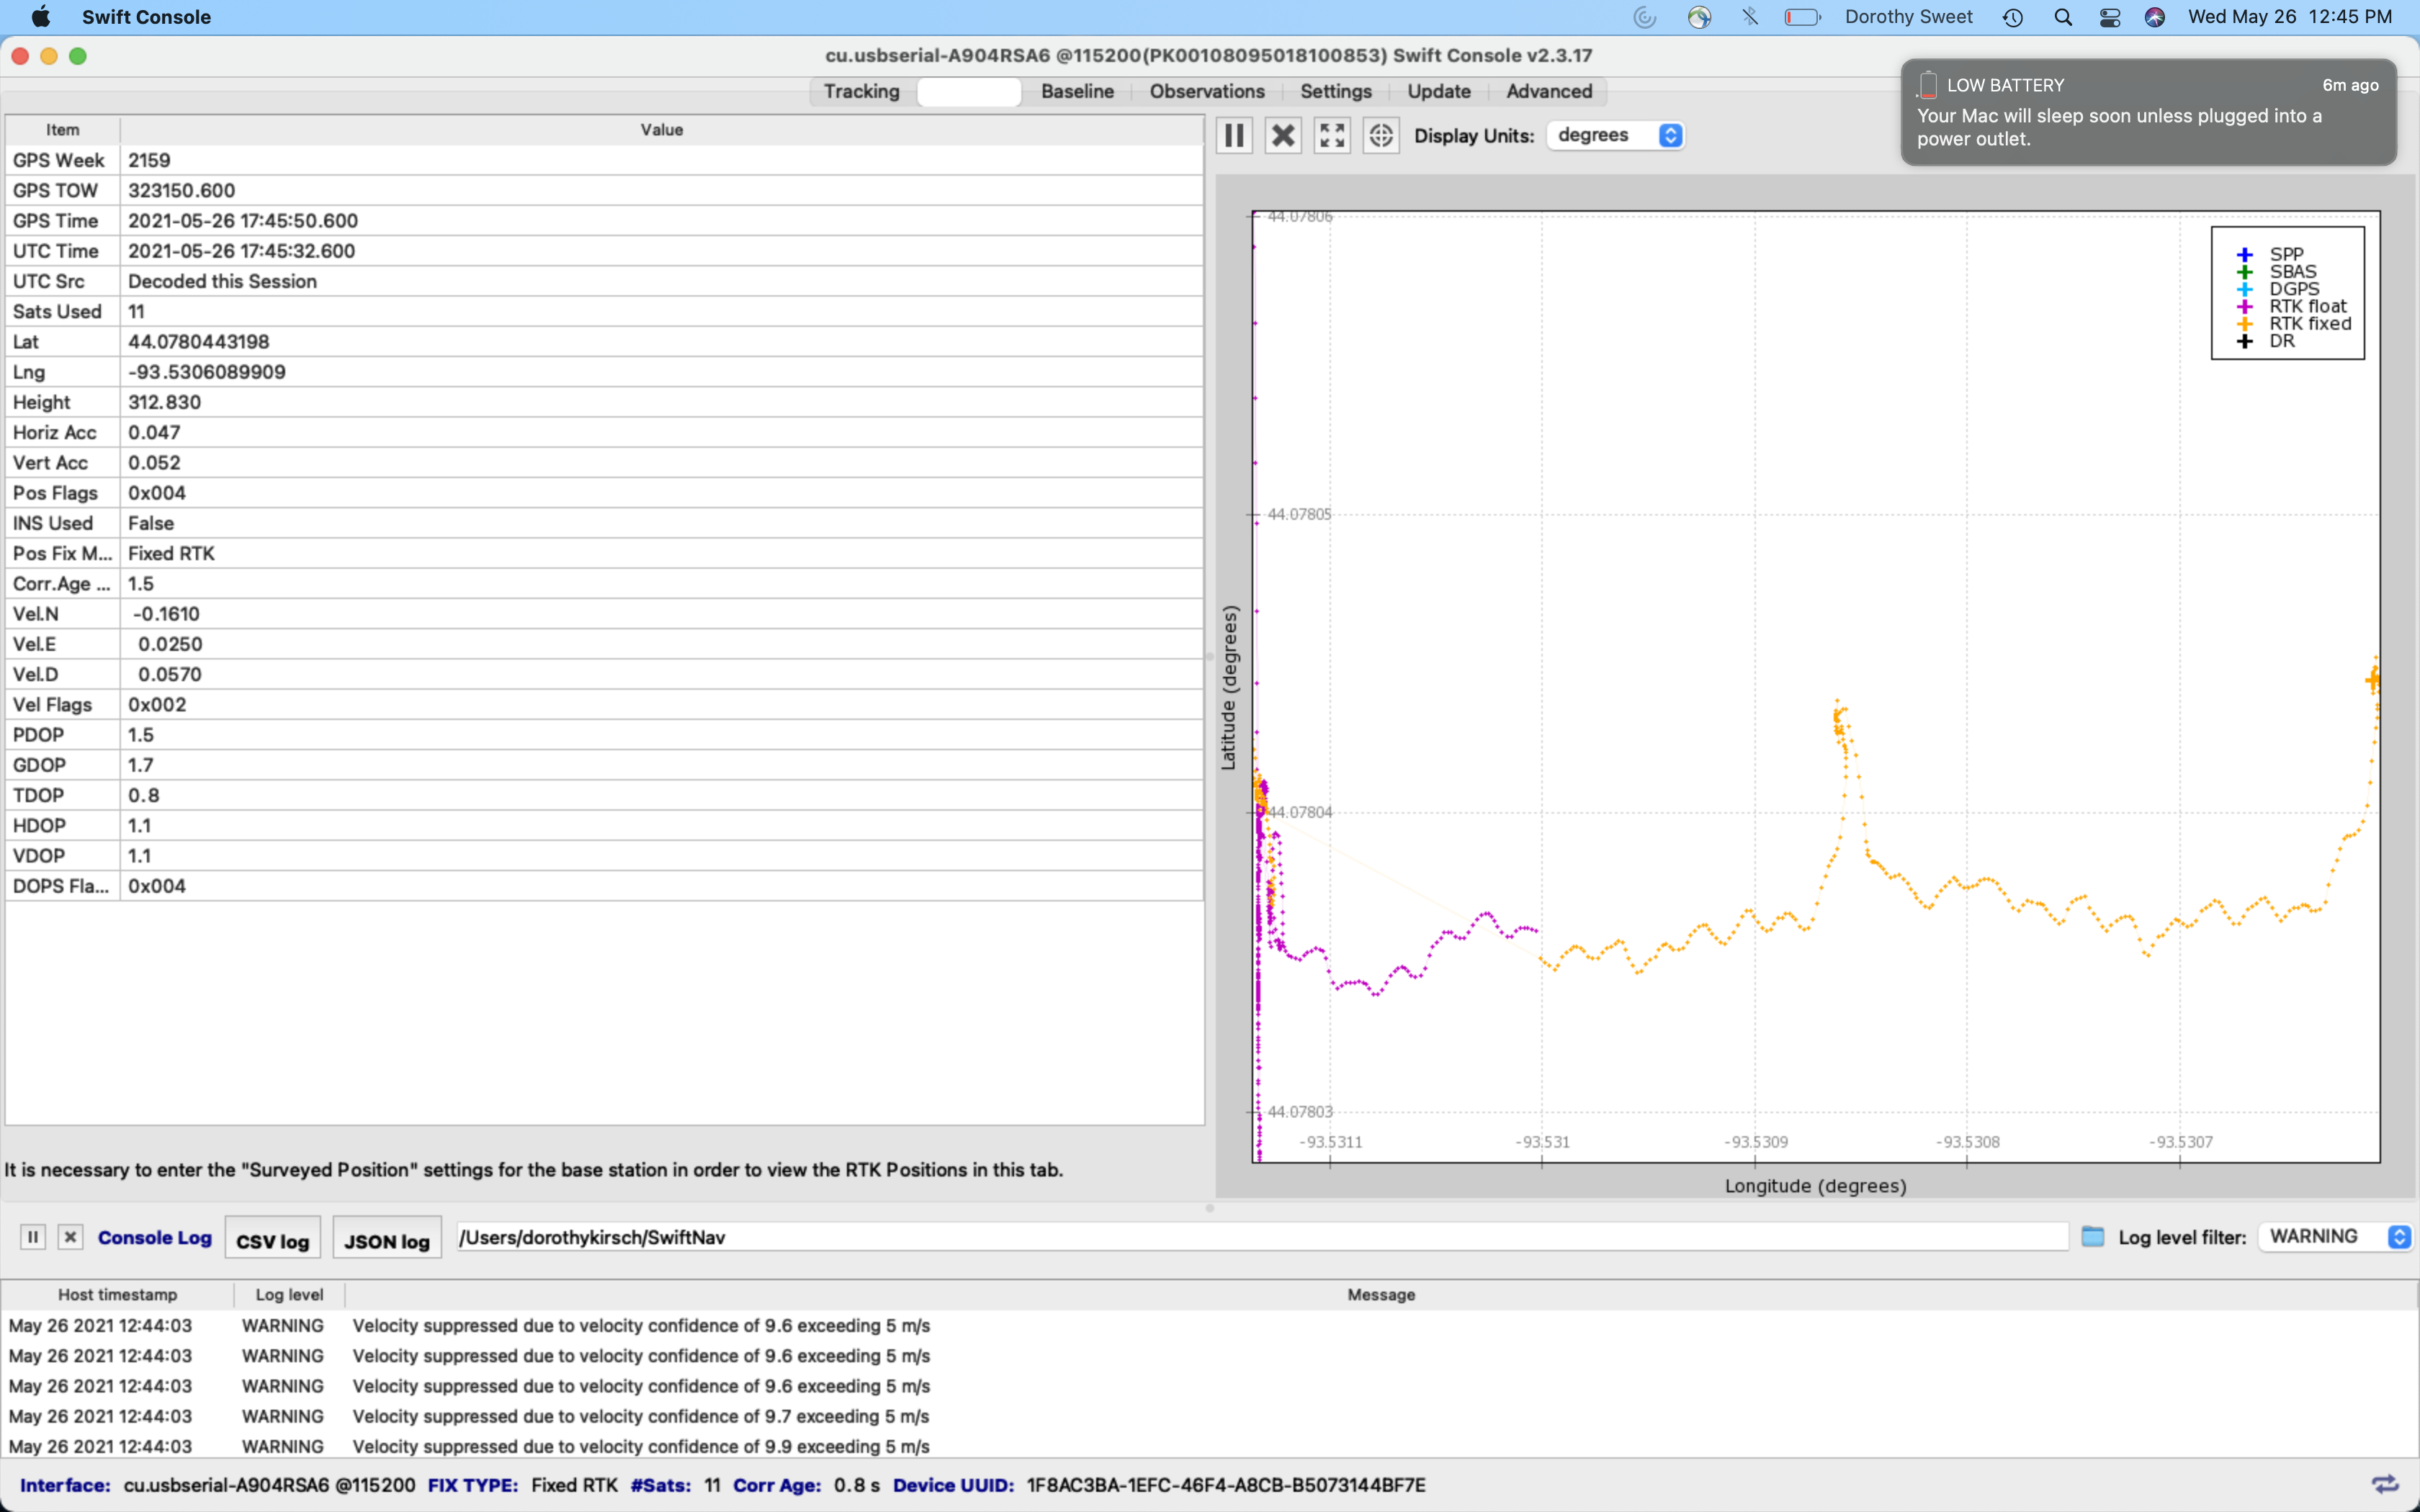 Swift Console
Dorothy Sweet
Wed May 26 12:45 PM
cu.usbserial-A904RSA6 @115200(PK00108095018100853) Swift Console v2.3.17
Tracking Baseline Observations Settings Update Advanced
LOW BATTERY 6m ago
Your Mac will sleep soon unless plugged into a
power outlet.
Item Value
GPS Week 2159
GPS TOW 323150.600
GPS Time 2021-05-26 17:45:50.600
UTC Time 2021-05-26 17:45:32.600
UTC Src Decoded this Session
Sats Used 11
Lat 44.0780443198
Lng -93.5306089909
Height 312.830
Horiz Acc 0.047
Vert Acc 0.052
Pos Flags 0x004
INS Used False
Pos Fix M... Fixed RTK
Corr.Age ... 1.5
Vel.N -0.1610
Vel.E 0.0250
Vel.D 0.0570
Vel Flags 0x002
PDOP 1.5
GDOP 1.7
TDOP 0.8
HDOP 1.1
VDOP 1.1
DOPS Fla... 0x004
It is necessary to enter the "Surveyed Position" settings for the base station in order to view the RTK Positions in this tab.
Display Units: degrees
44.07806
44.07805
44.07804
44.07803
Latitude (degrees)
SPP
SBAS
DGPS
RTK float
RTK fixed
DR
-93.5311 -93.531 -93.5309 -93.5308 -93.5307
Longitude (degrees)
Console Log CSV log JSON log /Users/dorothykirsch/SwiftNav Log level filter: WARNING
Host timestamp Log level Message
May 26 2021 12:44:03 WARNING Velocity suppressed due to velocity confidence of 9.6 exceeding 5 m/s
May 26 2021 12:44:03 WARNING Velocity suppressed due to velocity confidence of 9.6 exceeding 5 m/s
May 26 2021 12:44:03 WARNING Velocity suppressed due to velocity confidence of 9.6 exceeding 5 m/s
May 26 2021 12:44:03 WARNING Velocity suppressed due to velocity confidence of 9.7 exceeding 5 m/s
May 26 2021 12:44:03 WARNING Velocity suppressed due to velocity confidence of 9.9 exceeding 5 m/s
Interface: cu.usbserial-A904RSA6 @115200 FIX TYPE: Fixed RTK #Sats: 11 Corr Age: 0.8 s Device UUID: 1F8AC3BA-1EFC-46F4-A8CB-B5073144BF7E